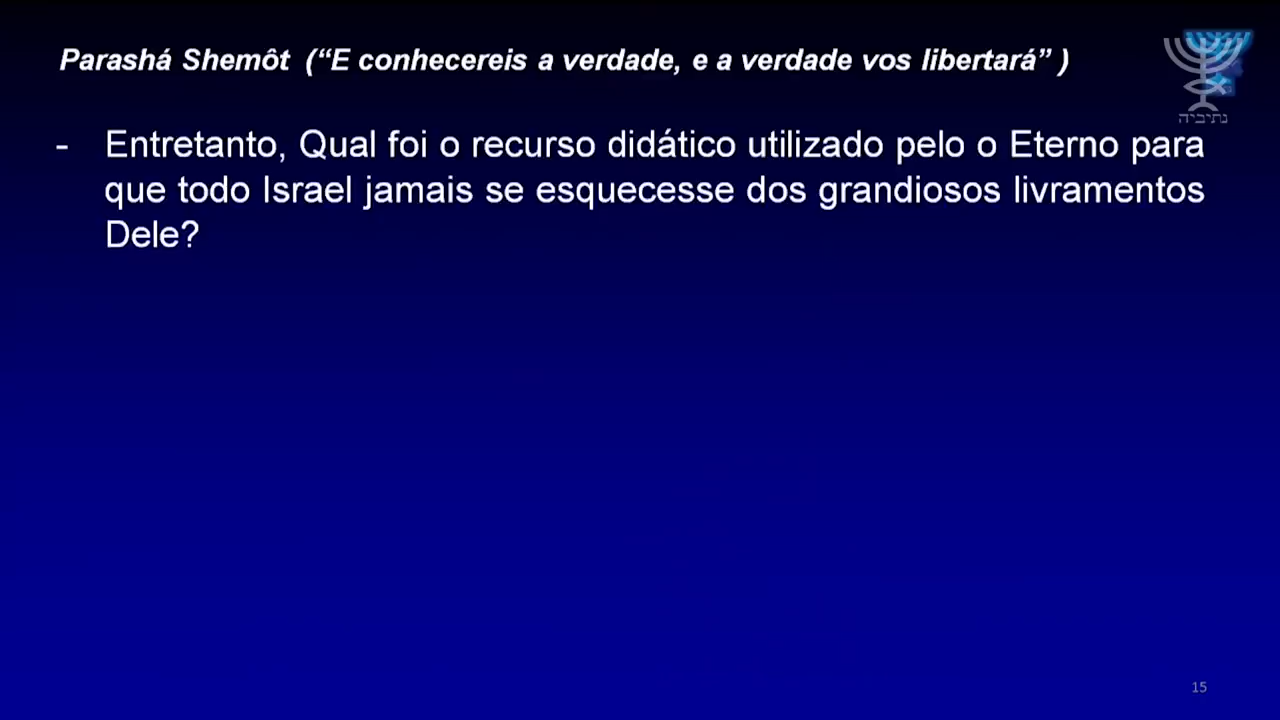 Parashá Shemôt (“E conhecereis a verdade, e a verdade vos libertará” )
נתיביה
- Entretanto, Qual foi o recurso didático utilizado pelo o Eterno para
que todo Israel jamais se esquecesse dos grandiosos livramentos
Dele?
15